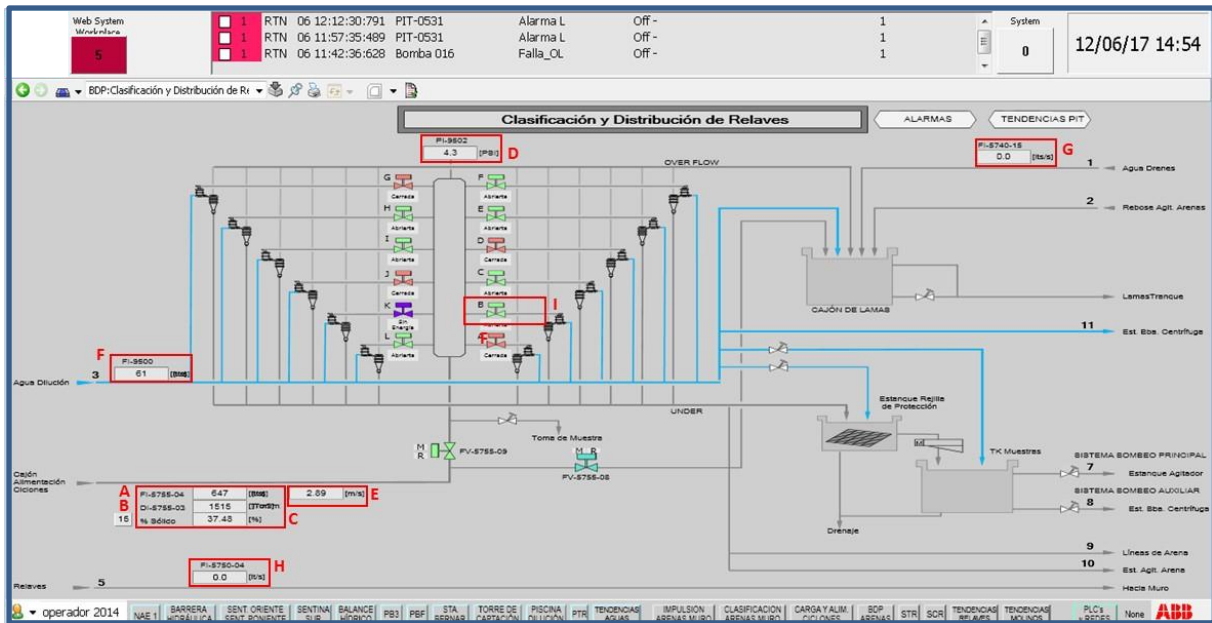 Web System
Workplace
5
1 RTN 06 12:12:30:791 PIT-0531 Alarma L Off - 1
1 RTN 06 11:57:35:489 PIT-0531 Alarma L Off - 1
1 RTN 06 11:42:36:628 Bomba 016 Falla_OL Off - 1
System
0
12/06/17 14:54
BDP:Clasificación y Distribución de Re
Clasificación y Distribución de Relaves
ALARMAS
TENDENCIAS PIT
PI-9502
4.3 [PSI] D
FI-5740-15
0.0 [lts/s] G
OVER FLOW
1 Agua Drenes
2 Rebose Agit. Arenas
G Cerrada
F Abierta
H Abierta
E Abierta
I Abierta
D Cerrada
J Cerrada
C Abierta
K Sin Energía
B I
L Abierta
A Cerrada
F
CAJÓN DE LAMAS
LamasTranque
11 Est. Bba. Centrífuga
F
FI-9500
61
3 Agua Dilución
UNDER
Estanque Rejilla
de Protección
Toma de Muestra
M
R
FV-5755-09
M R
FV-5755-08
TK Muestras
SISTEMA BOMBEO PRINCIPAL
7 Estanque Agitador
SISTEMA BOMBEO AUXILIAR
8 Est. Bba. Centrífuga
Drenaje
Cajón
Alimentación
Ciclones
A FI-5755-04 647
2.89 [m/s] E
B DI-5755-03 1515
15 % Sólido 37.48 [%] C
PI-5750-04 H
0.0 [lt/s]
9 Líneas de Arena
10 Est. Agit. Arena
Relaves 5
Hacia Muro
operador 2014
NAE 1
BARRERA HIDRÁULICA
SENT. ORIENTE SENT. PONIENTE
SENTINA SUR
BALANCE HÍDRICO
PB3
PBF
STA. BERNAR
TORRE DE CAPTACIÓN
PISCINA DILUCIÓN
PTR
TENDENCIAS AGUAS
IMPULSION ARENAS MURO
CLASIFICACION ARENAS MURO
CARGA Y ALIM. CICLONES
BDP ARENAS
STR
SCR
TENDENCIAS RELAVES
TENDENCIAS MOLINOS
PLC's y REDES
None
ABB